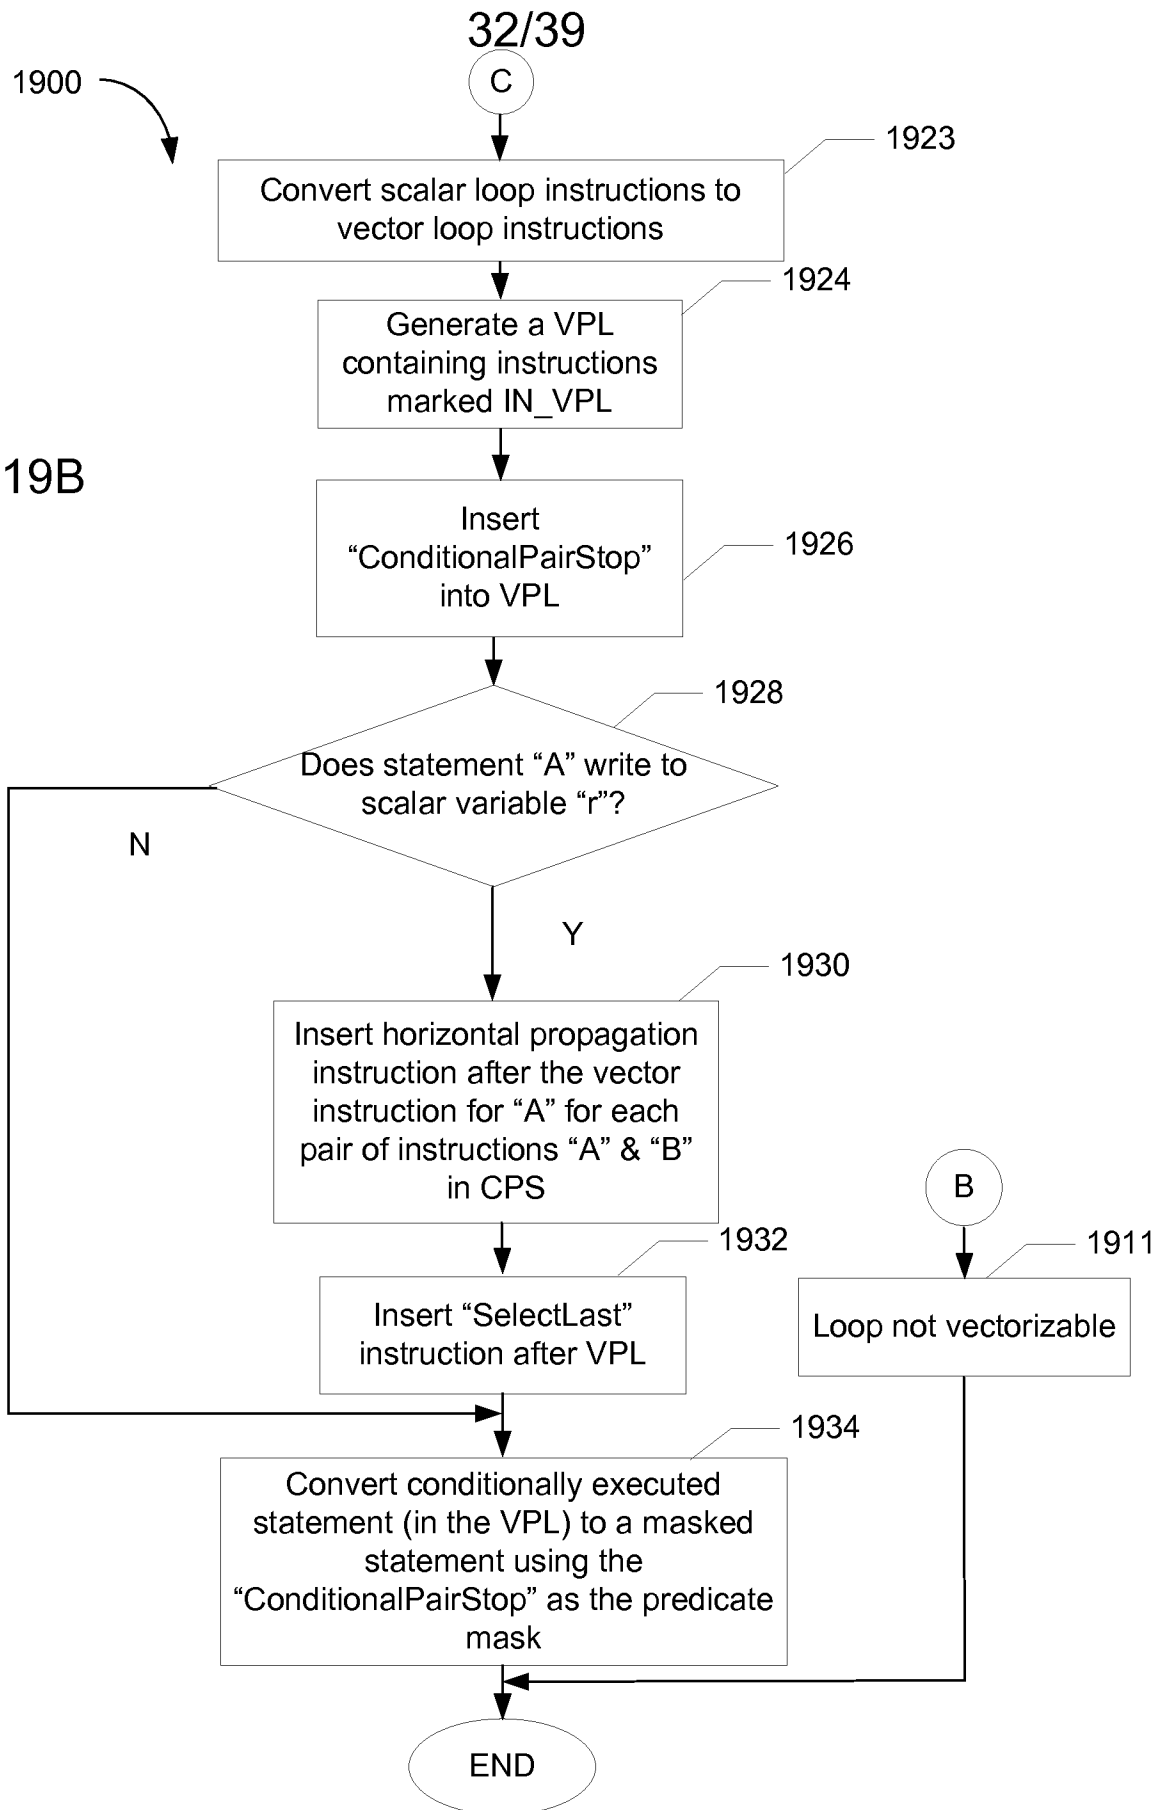 32/39
C
1900
1923
Convert scalar loop instructions to
vector loop instructions
1924
Generate a VPL
containing instructions
marked IN_VPL
19B
Insert
“ConditionalPairStop”
into VPL
1926
1928
Does statement “A” write to
scalar variable “r”?
N
Y
1930
Insert horizontal propagation
instruction after the vector
instruction for “A” for each
pair of instructions “A” & “B”
in CPS
B
1932
1911
Insert “SelectLast”
instruction after VPL
Loop not vectorizable
1934
Convert conditionally executed
statement (in the VPL) to a masked
statement using the
“ConditionalPairStop” as the predicate
mask
END